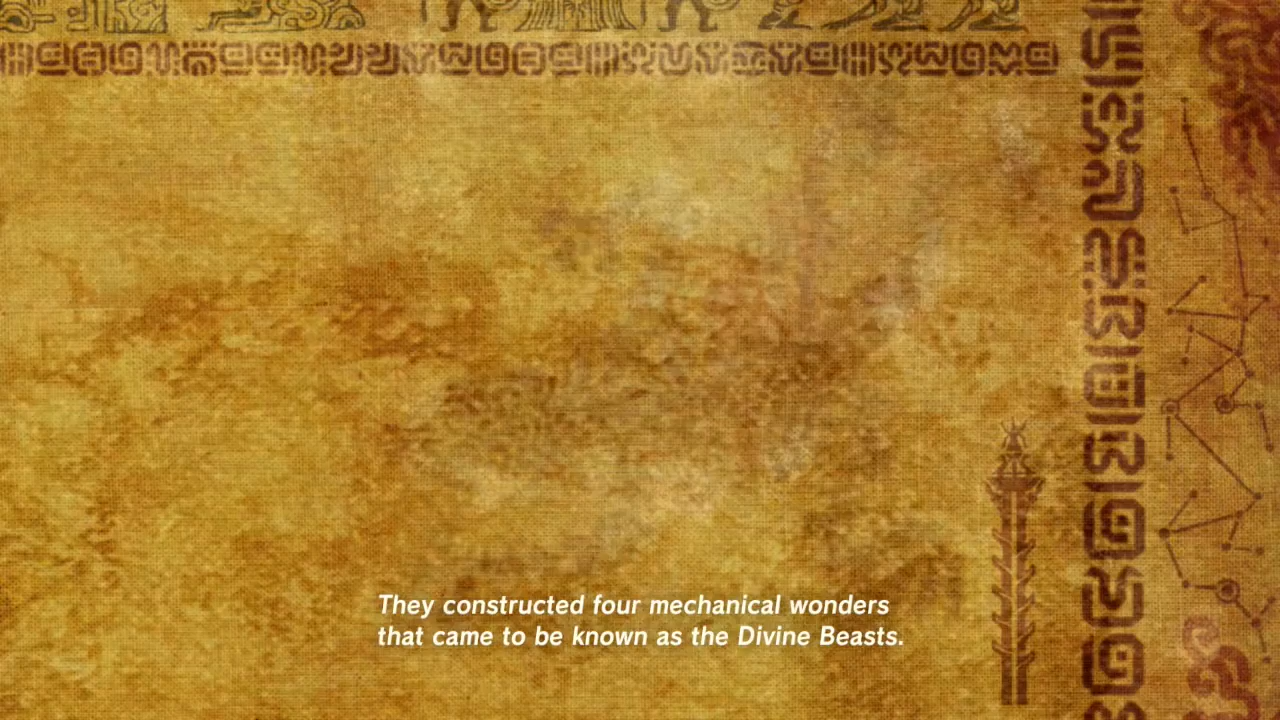 They constructed four mechanical wonders
that came to be known as the Divine Beasts.